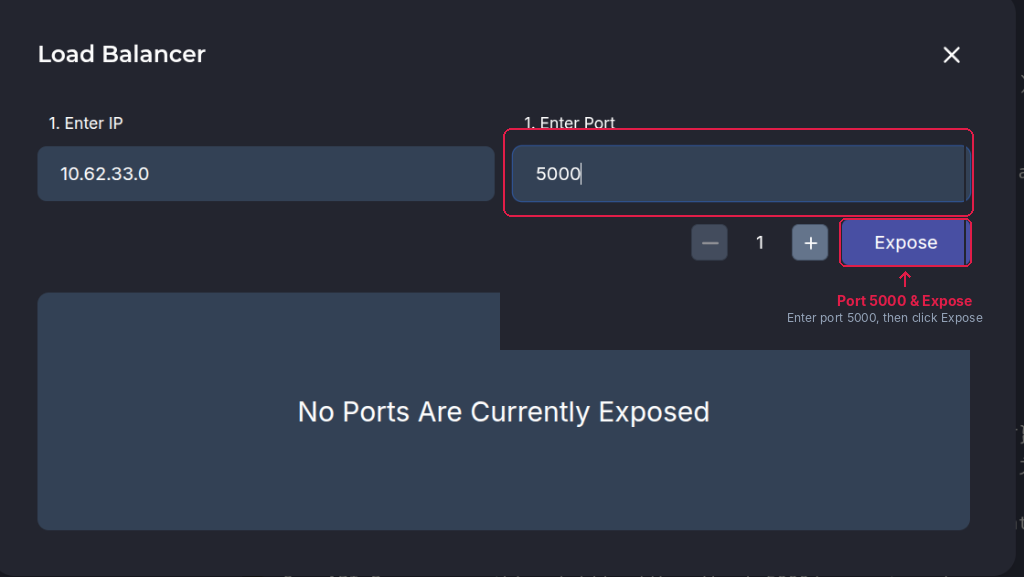 Load Balancer
1. Enter IP
1. Enter Port
10.62.33.0
5000
1
Expose
Port 5000 & Expose
Enter port 5000, then click Expose
No Ports Are Currently Exposed